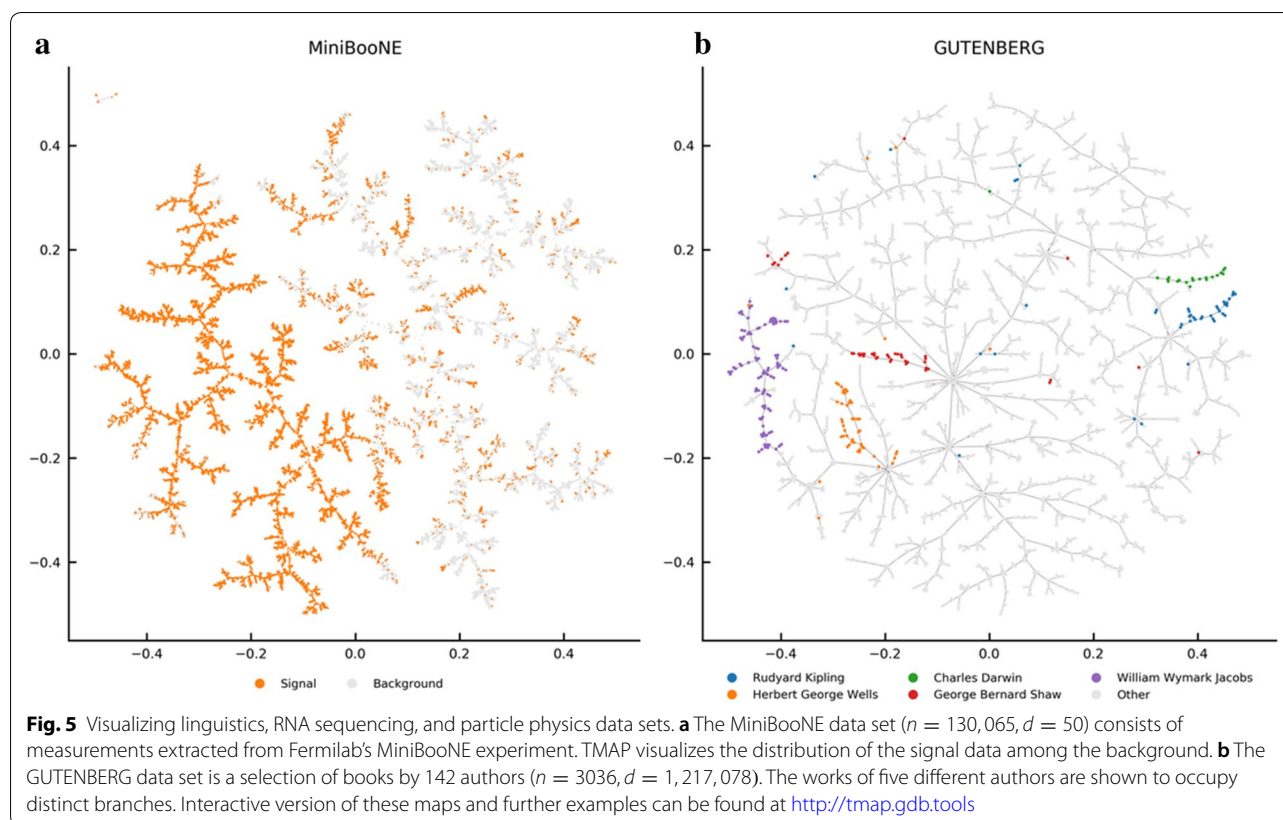 a
MiniBooNE
0.4
0.2
0.0
−0.2
−0.4
−0.4
−0.2
0.0
0.2
0.4
Signal
Background
b
GUTENBERG
0.4
0.2
0.0
−0.2
−0.4
−0.4
−0.2
0.0
0.2
0.4
Rudyard Kipling
Charles Darwin
William Wymark Jacobs
Herbert George Wells
George Bernard Shaw
Other
Fig. 5 Visualizing linguistics, RNA sequencing, and particle physics data sets. a The MiniBooNE data set (n = 130, 065, d = 50) consists of
measurements extracted from Fermilab's MiniBooNE experiment. TMAP visualizes the distribution of the signal data among the background. b The
GUTENBERG data set is a selection of books by 142 authors (n = 3036, d = 1, 217, 078). The works of five different authors are shown to occupy
distinct branches. Interactive version of these maps and further examples can be found at http://tmap.gdb.tools